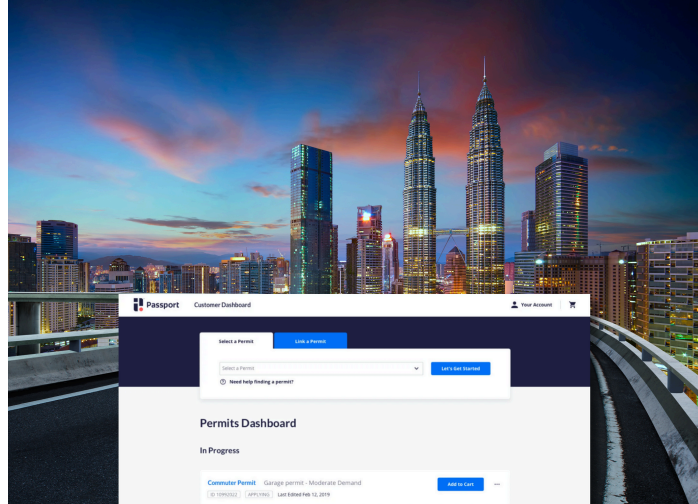 Passport Customer Dashboard Your Account
Select a Permit Link a Permit
Select a Permit Let's Get Started
Need help finding a permit?
Permits Dashboard
In Progress
Commuter Permit Garage permit - Moderate Demand Add to Cart
APPLYING Last Edited Feb 12, 2019